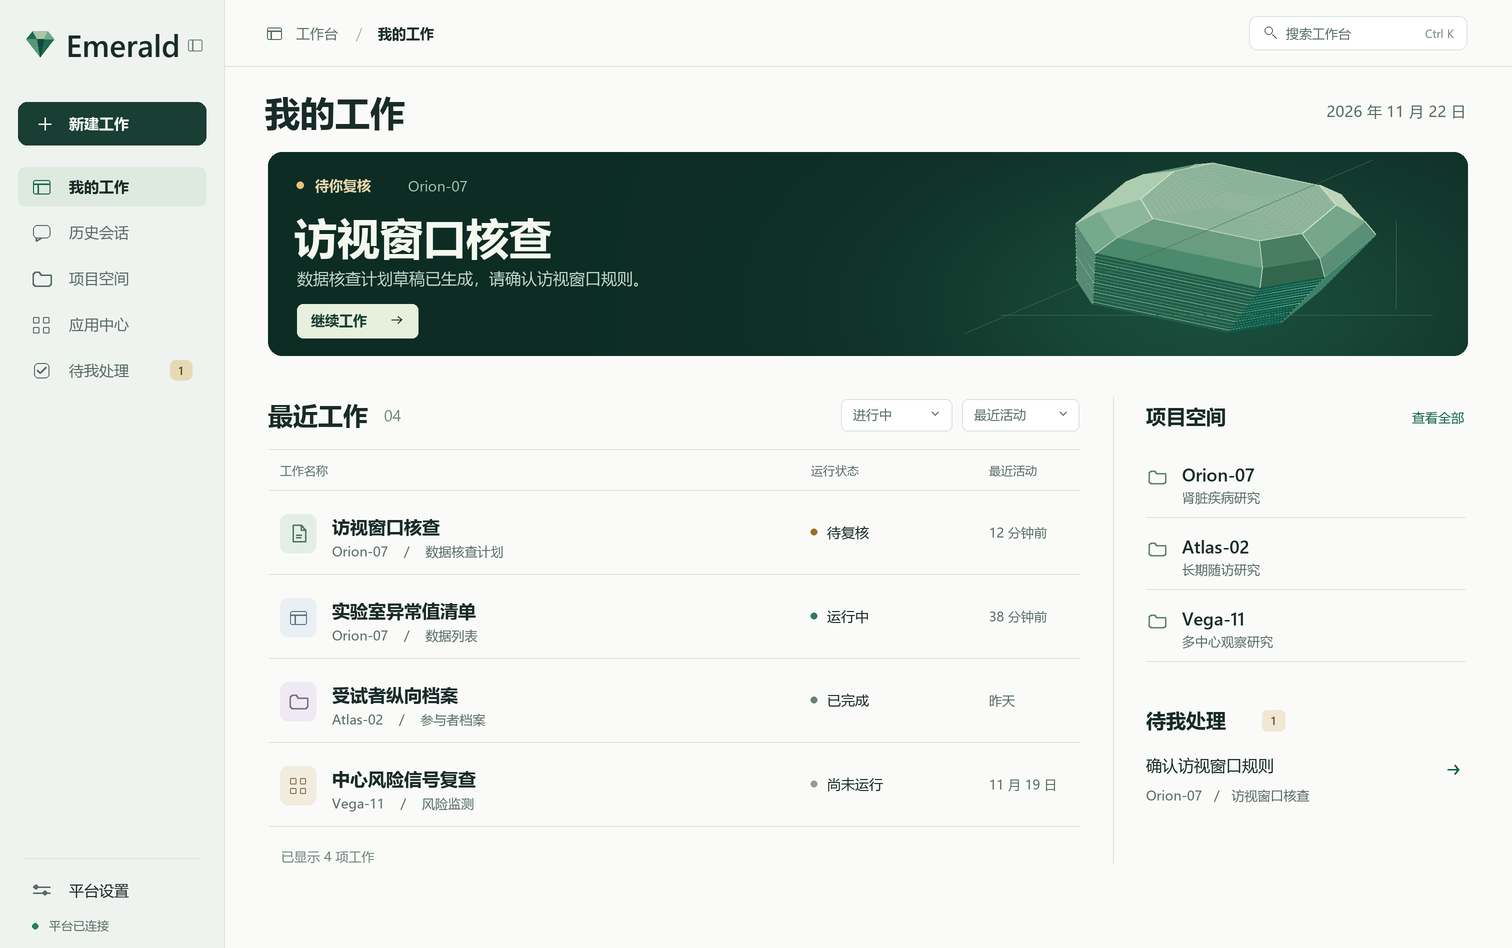 Emerald
新建工作
我的工作
历史会话
项目空间
应用中心
待我处理 1
平台设置
平台已连接
工作台 / 我的工作
搜索工作台 Ctrl K
我的工作
2026 年 11 月 22 日
待你复核 Orion-07
访视窗口核查
数据核查计划草稿已生成，请确认访视窗口规则。
继续工作
最近工作 04
进行中
最近活动
工作名称 运行状态 最近活动
访视窗口核查
Orion-07 / 数据核查计划
待复核
12 分钟前
实验室异常值清单
Orion-07 / 数据列表
运行中
38 分钟前
受试者纵向档案
Atlas-02 / 参与者档案
已完成
昨天
中心风险信号复查
Vega-11 / 风险监测
尚未运行
11 月 19 日
已显示 4 项工作
项目空间 查看全部
Orion-07
肾脏疾病研究
Atlas-02
长期随访研究
Vega-11
多中心观察研究
待我处理 1
确认访视窗口规则
Orion-07 / 访视窗口核查